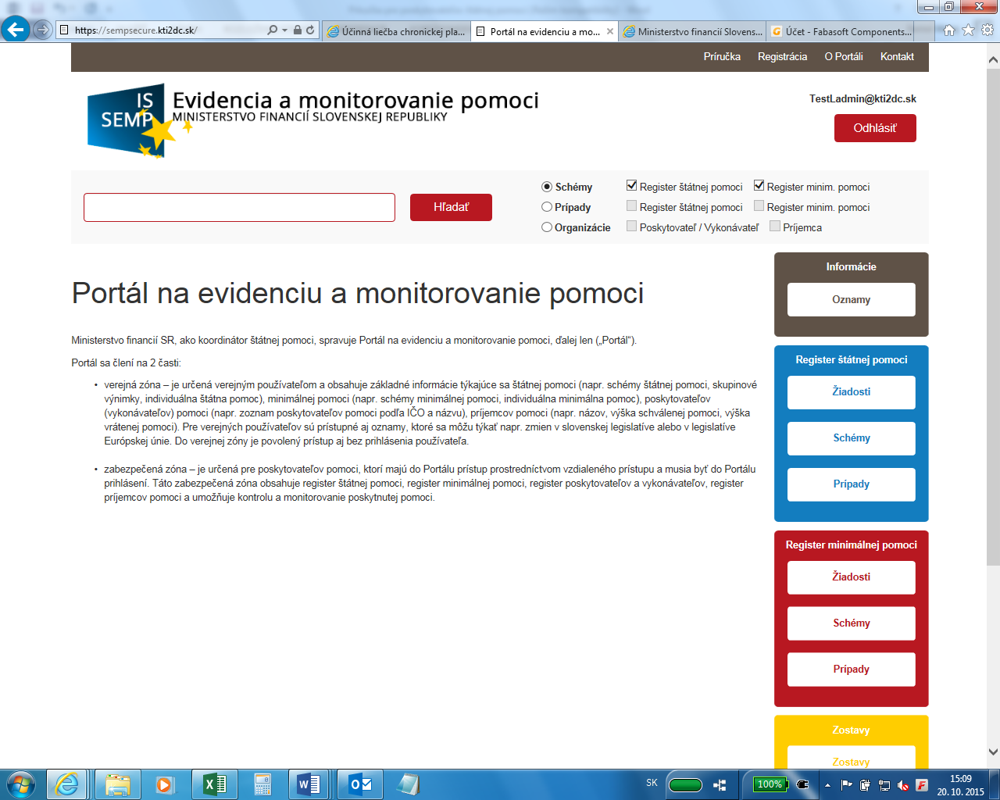 https://sempsecure.kti2dc.sk/
Účinná liečba chronickej pla...
Portál na evidenciu a mo...
Ministerstvo financií Slovens...
Účet - Fabasoft Components...
Príručka Registrácia O Portáli Kontakt
IS
SEMP
Evidencia a monitorovanie pomoci
MINISTERSTVO FINANCIÍ SLOVENSKEJ REPUBLIKY
TestLadmin@kti2dc.sk
Odhlásiť
Hľadať
Schémy Register štátnej pomoci Register minim. pomoci
Prípady Register štátnej pomoci Register minim. pomoci
Organizácie Poskytovateľ / Vykonávateľ Príjemca
Portál na evidenciu a monitorovanie pomoci
Ministerstvo financií SR, ako koordinátor štátnej pomoci, spravuje Portál na evidenciu a monitorovanie pomoci, ďalej len („Portál“).
Portál sa člení na 2 časti:
• verejná zóna – je určená verejným používateľom a obsahuje základné informácie týkajúce sa štátnej pomoci (napr. schémy štátnej pomoci, skupinové
výnimky, individuálna štátna pomoc), minimálnej pomoci (napr. schémy minimálnej pomoci, individuálna minimálna pomoc), poskytovateľov
(vykonávateľov) pomoci (napr. zoznam poskytovateľov pomoci podľa IČO a názvu), príjemcov pomoci (napr. názov, výška schválenej pomoci, výška
vrátenej pomoci). Pre verejných používateľov sú prístupné aj oznamy, ktoré sa môžu týkať napr. zmien v slovenskej legislatíve alebo v legislatíve
Európskej únie. Do verejnej zóny je povolený prístup aj bez prihlásenia používateľa.
• zabezpečená zóna – je určená pre poskytovateľov pomoci, ktorí majú do Portálu prístup prostredníctvom vzdialeného prístupu a musia byť do Portálu
prihlásení. Táto zabezpečená zóna obsahuje register štátnej pomoci, register minimálnej pomoci, register poskytovateľov a vykonávateľov, register
príjemcov pomoci a umožňuje kontrolu a monitorovanie poskytnutej pomoci.
Informácie
Oznamy
Register štátnej pomoci
Žiadosti
Schémy
Prípady
Register minimálnej pomoci
Žiadosti
Schémy
Prípady
Zostavy
Zostavy
SK
100%
15:09
20. 10. 2015